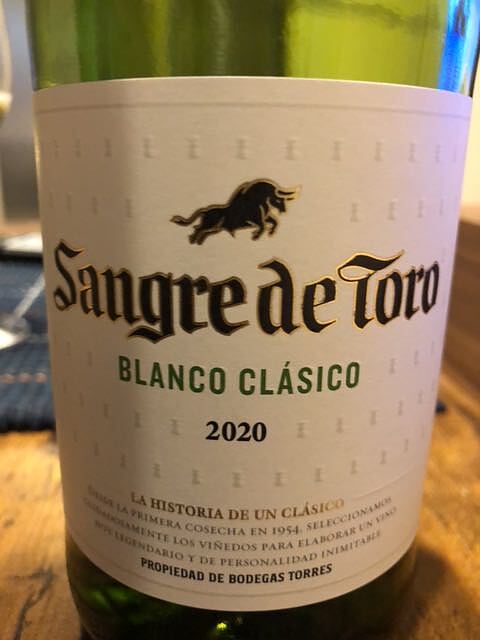 Sangre de Toro
BLANCO CLÁSICO
2020
LA HISTORIA DE UN CLÁSICO
DESDE LA PRIMERA COSECHA EN 1954, SELECCIONAMOS
CUIDADOSAMENTE LOS VIÑEDOS PARA ELABORAR UN VINO
HOY LEGENDARIO Y DE PERSONALIDAD INIMITABLE
PROPIEDAD DE BODEGAS TORRES